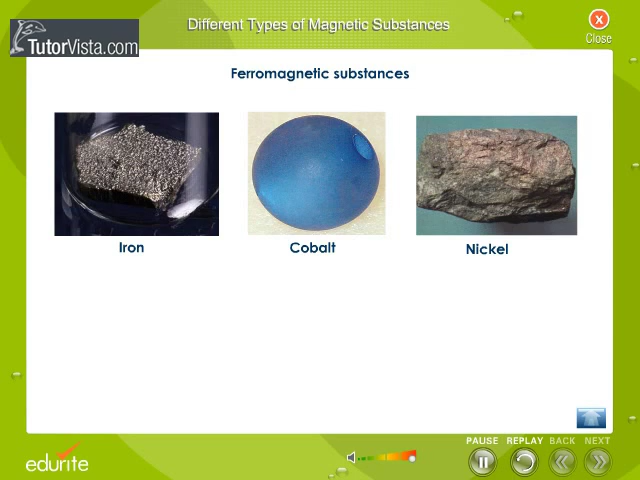 Different Types of Magnetic Substances
X
Close
TutorVista.com
Ferromagnetic substances
Iron
Cobalt
Nickel
PAUSE REPLAY BACK NEXT
edurite